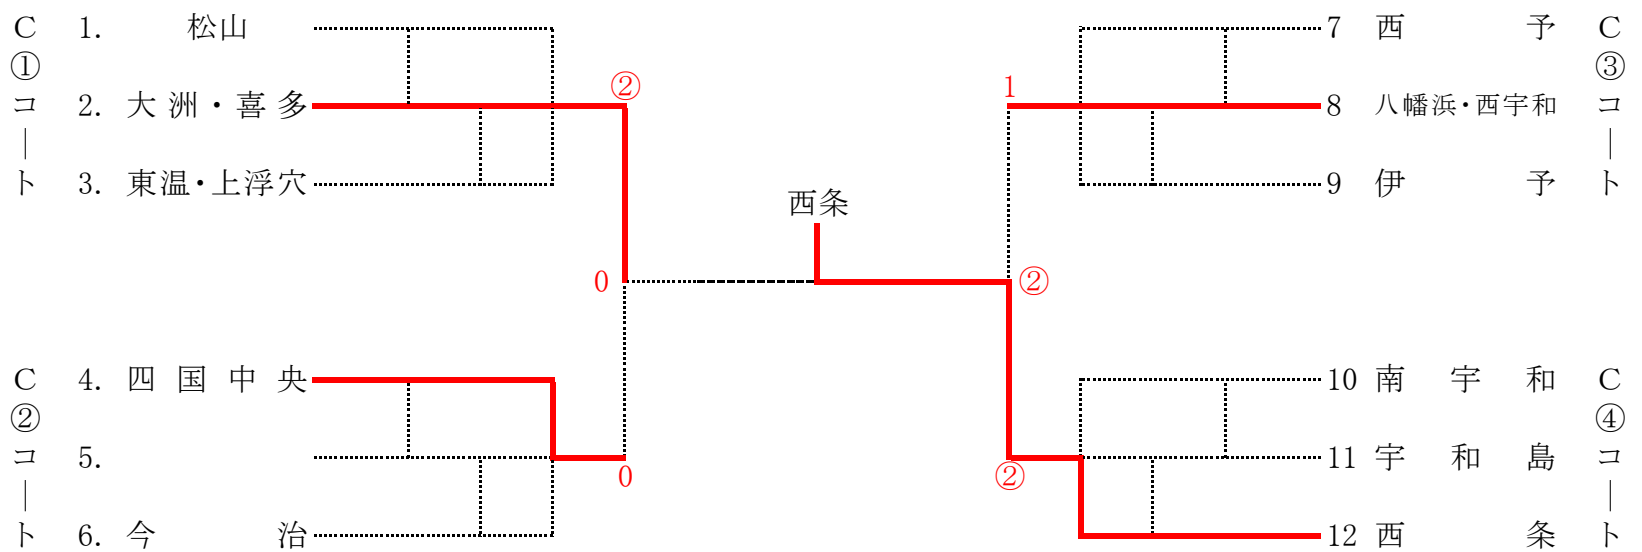 C①コート
1. 松山
2. 大洲・喜多
3. 東温・上浮穴
②
0
C②コート
4. 四国中央
5.
6. 今治
0
西条
1
②
②
7 西予
8 八幡浜・西宇和
9 伊予
C③コート
10 南宇和
11 宇和島
12 西条
C④コート